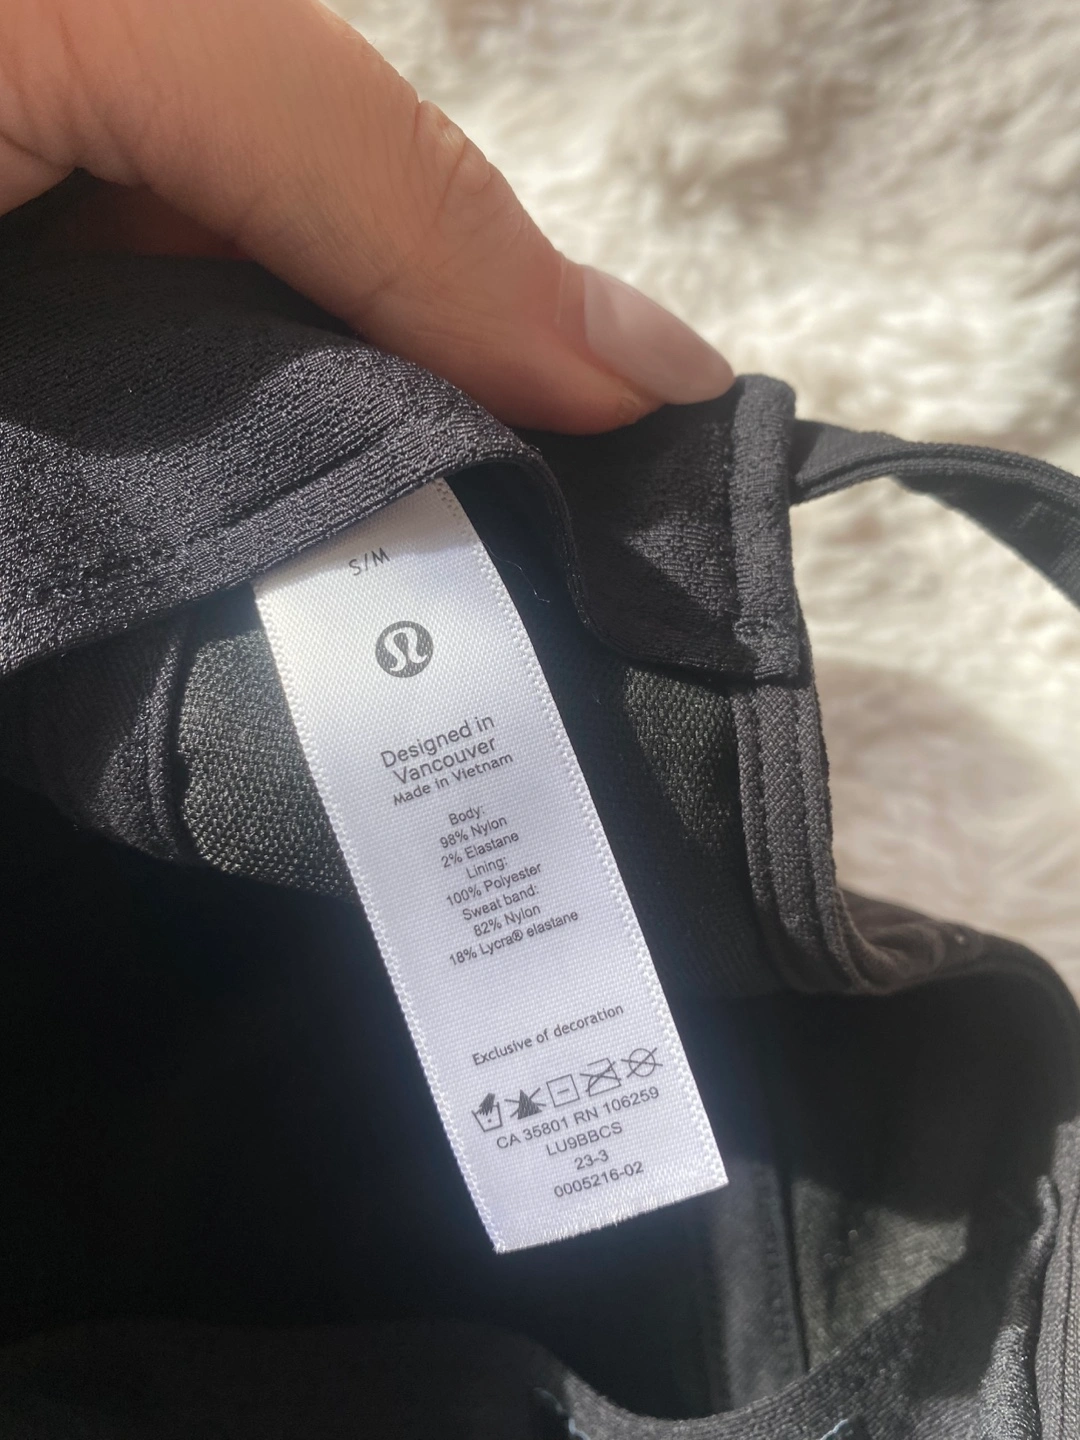 S/M
Designed in
Vancouver
Made in Vietnam
Body:
98% Nylon
2% Elastane
Lining:
100% Polyester
Sweat band:
82% Nylon
18% Lycra® elastane
Exclusive of decoration
CA 35801 RN 106259
LU9BBCS
23-3
0005216-02